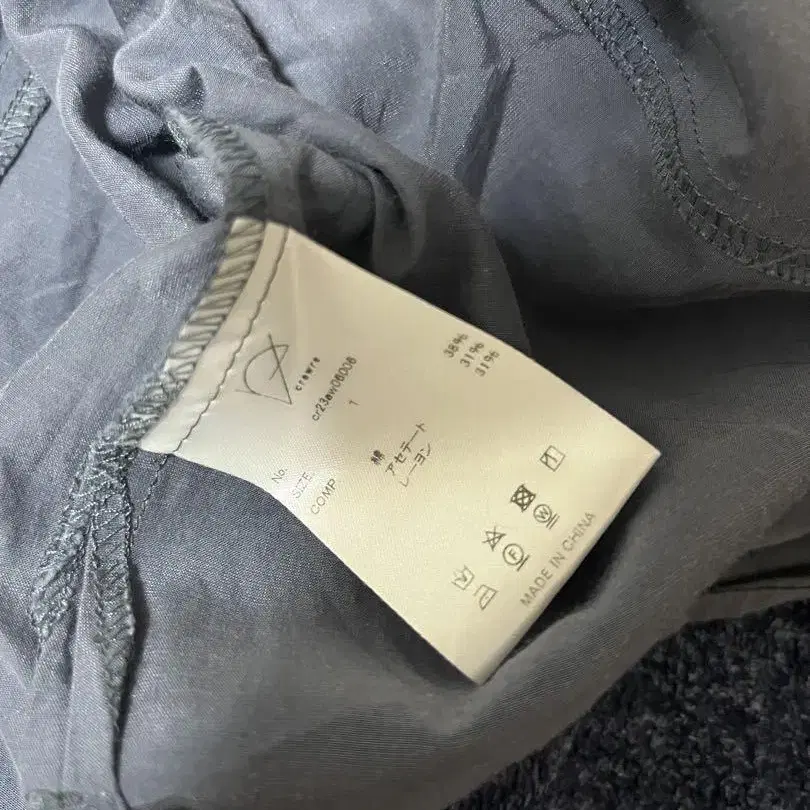 crewre
No. cr23aw06006
SIZE. 1
COMP. 綿 38%
アセテート 31%
レーヨン 31%
F
W
MADE IN CHINA